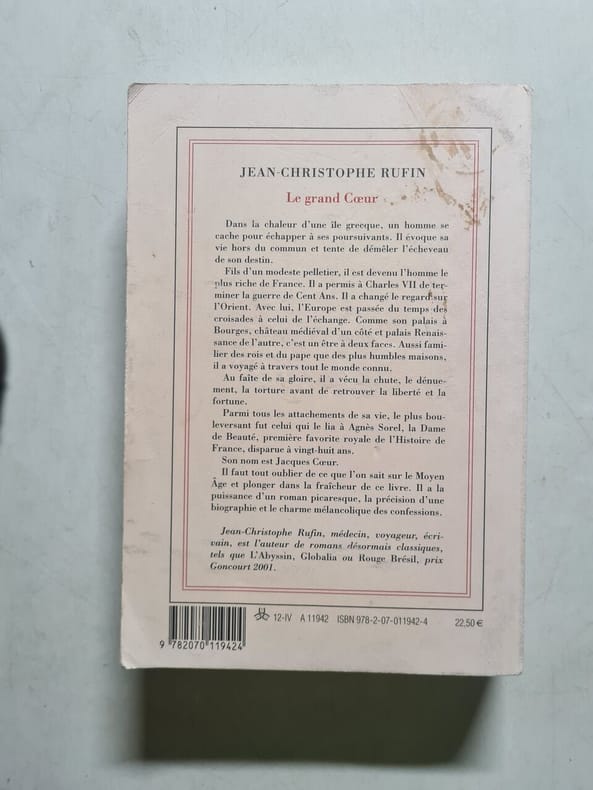 JEAN-CHRISTOPHE RUFIN
Le grand Cœur
Dans la chaleur d'une île grecque, un homme se
cache pour échapper à ses poursuivants. Il évoque sa
vie hors du commun et tente de démêler l'écheveau
de son destin.
Fils d'un modeste pelletier, il est devenu l'homme le
plus riche de France. Il a permis à Charles VII de ter-
miner la guerre de Cent Ans. Il a changé le regard sur
l'Orient. Avec lui, l'Europe est passée du temps des
croisades à celui de l'échange. Comme son palais à
Bourges, château médiéval d'un côté et palais Renais-
sance de l'autre, c'est un être à deux faces. Aussi fami-
lier des rois et du pape que des plus humbles maisons,
il a voyagé à travers tout le monde connu.
Au faîte de sa gloire, il a vécu la chute, le dénue-
ment, la torture avant de retrouver la liberté et la
fortune.
Parmi tous les attachements de sa vie, le plus bou-
leversant fut celui qui le lia à Agnès Sorel, la Dame
de Beauté, première favorite royale de l'Histoire de
France, disparue à vingt-huit ans.
Son nom est Jacques Cœur.
Il faut tout oublier de ce que l'on sait sur le Moyen
Âge et plonger dans la fraîcheur de ce livre. Il a la
puissance d'un roman picaresque, la précision d'une
biographie et le charme mélancolique des confessions.
Jean-Christophe Rufin, médecin, voyageur, écri-
vain, est l'auteur de romans désormais classiques,
tels que L'Abyssin, Globalia ou Rouge Brésil, prix
Goncourt 2001.
12-IV A 11942 ISBN 978-2-07-011942-4 22,50 €
9 782070 119424